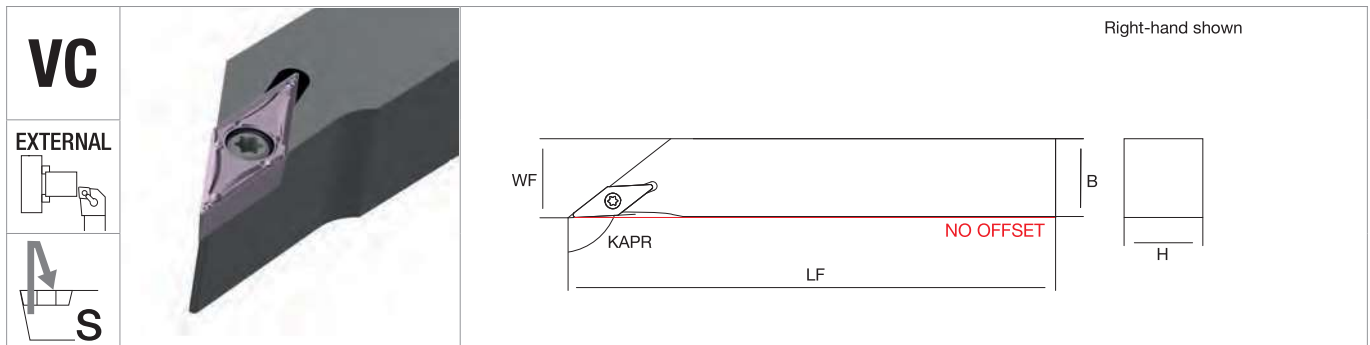 VC
EXTERNAL
S
Right-hand shown
WF
B
KAPR
NO OFFSET
LF
H